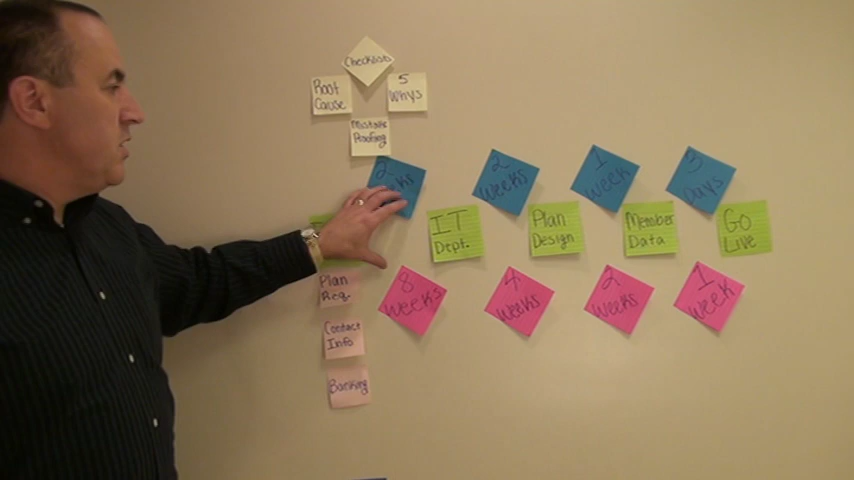 Checklists
Root
Cause
5
Whys
Mistake
Proofing
2
2
Weeks
1
Week
3
Days
IT
Dept.
Plan
Design
Member
Data
Go
Live
Plan
Req.
8
Weeks
4
Weeks
2
Weeks
1
Week
Contact
Info
Banking